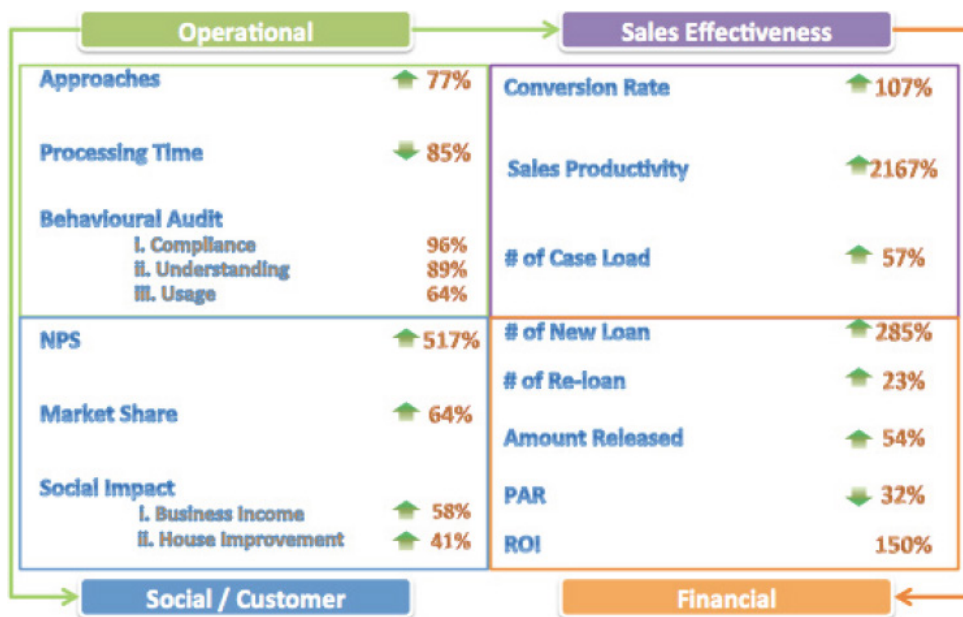 Operational
Approaches 77%
Processing Time 85%
Behavioural Audit
i. Compliance 96%
ii. Understanding 89%
iii. Usage 64%
Sales Effectiveness
Conversion Rate 107%
Sales Productivity 2167%
# of Case Load 57%
NPS 517%
Market Share 64%
Social Impact
i. Business Income 58%
ii. House Improvement 41%
Social / Customer
# of New Loan 285%
# of Re-loan 23%
Amount Released 54%
PAR 32%
ROI 150%
Financial